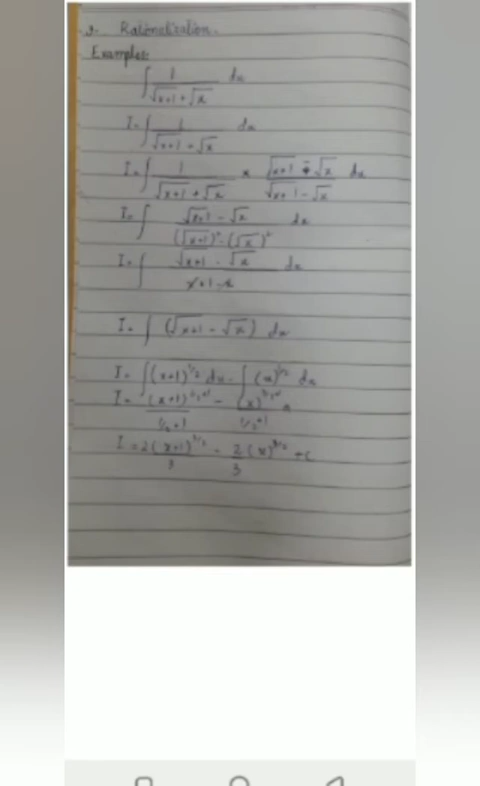 Rationalization.
Examples:
∫ 1/(√x+1 + √x) dx
I = ∫ 1/(√x+1 + √x) dx
I = ∫ 1/(√x+1 + √x) × (√x+1 - √x)/(√x+1 - √x) dx
I = ∫ (√x+1 - √x)/((√x+1)² - (√x)²) dx
I = ∫ (√x+1 - √x)/(x+1-x) dx
I = ∫ (√x+1 - √x) dx
I = ∫ (x+1)^1/2 dx - ∫ (x)^1/2 dx
I = (x+1)^1/2+1/(1/2+1) - (x)^1/2+1/(1/2+1)
I = 2(x+1)^3/2/3 - 2/3 (x)^3/2 + c